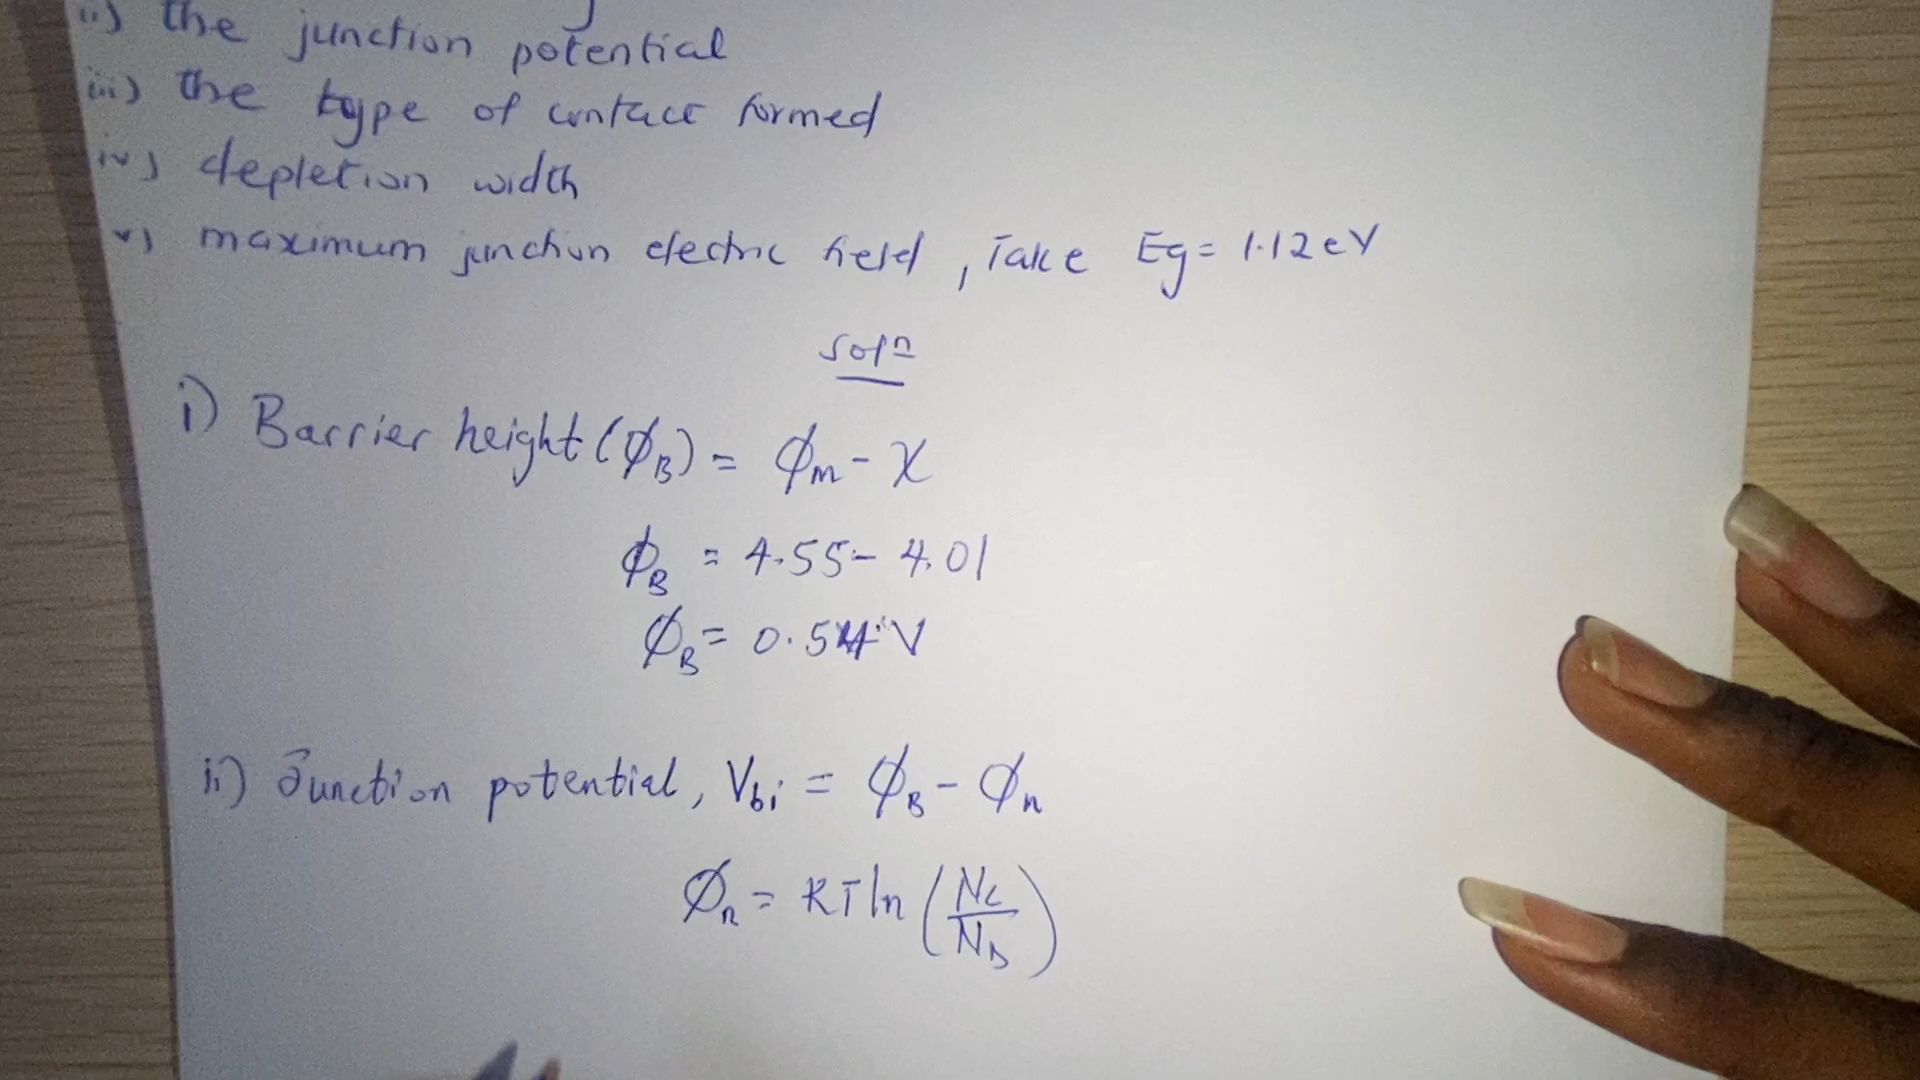 ii) the junction potential
iii) the type of contact formed
iv) depletion width
v) maximum junction electric field, Take Eg = 1.12 eV
Soln
i) Barrier height (ϕB) = ϕm - χ
ϕB = 4.55 - 4.01
ϕB = 0.54 V
ii) Junction potential, Vbi = ϕB - ϕn
ϕn = KT ln (NC/ND)